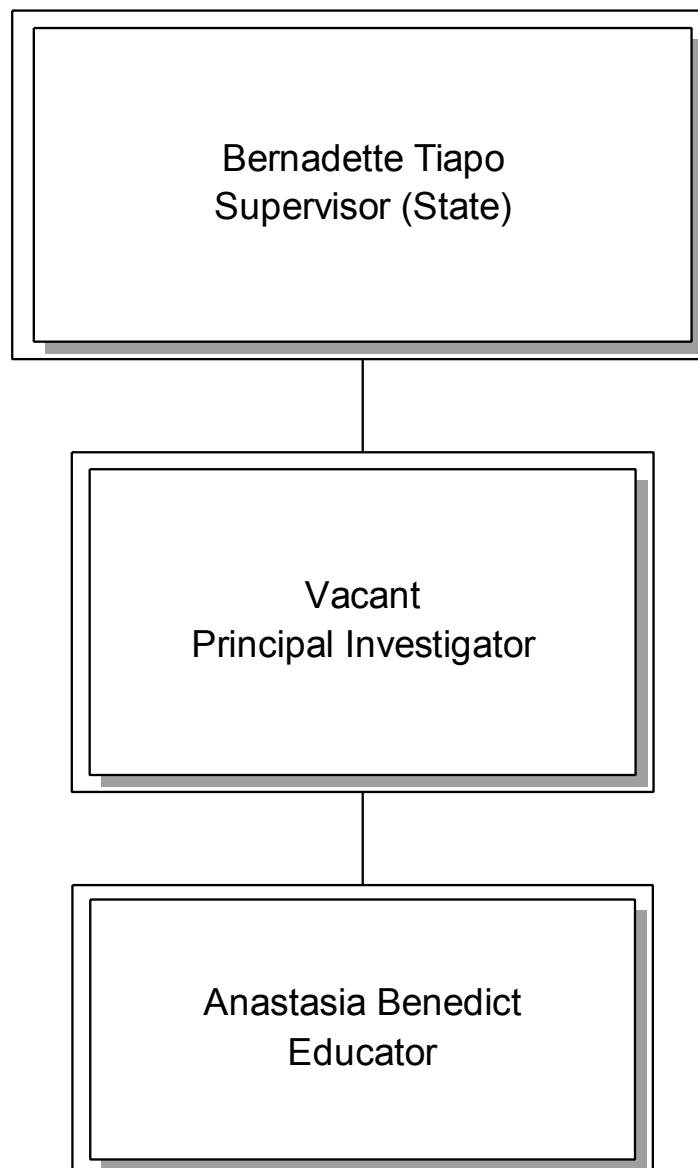 Bernadette Tiapo
Supervisor (State)
Vacant
Principal Investigator
Anastasia Benedict
Educator